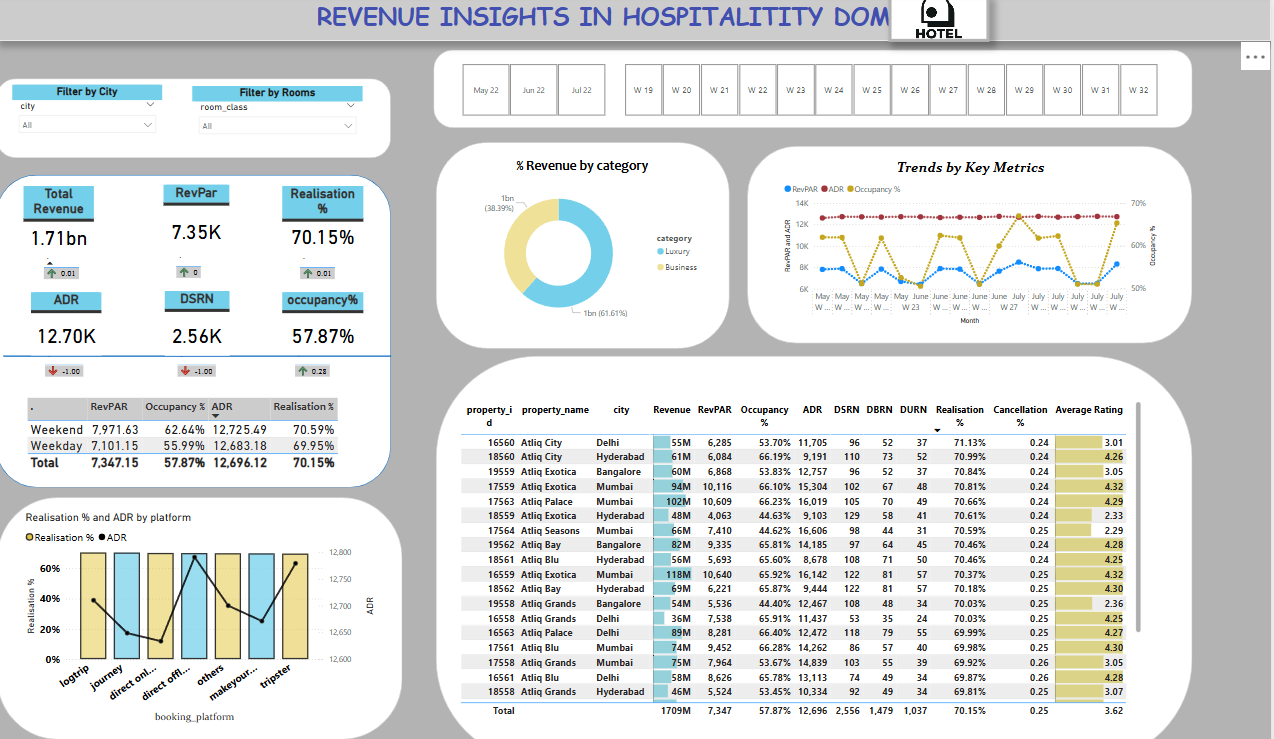 REVENUE INSIGHTS IN HOSPITALITITY DOM
HOTEL
Filter by City
city
All
Filter by Rooms
room_class
All
May 22 Jun 22 Jul 22 W 19 W 20 W 21 W 22 W 23 W 24 W 25 W 26 W 27 W 28 W 29 W 30 W 31 W 32
Total Revenue
1.71bn
0.01
RevPar
7.35K
0
Realisation %
70.15%
0.01
ADR
12.70K
-1.00
DSRN
2.56K
-1.00
occupancy%
57.87%
0.28
. RevPAR Occupancy % ADR Realisation %
Weekend 7,971.63 62.64% 12,725.49 70.59%
Weekday 7,101.15 55.99% 12,683.18 69.95%
Total 7,347.15 57.87% 12,696.12 70.15%
% Revenue by category
1bn
(38.39%)
1bn (61.61%)
category
Luxury
Business
Trends by Key Metrics
RevPAR ADR Occupancy %
14K
12K
10K
8K
6K
RevPAR and ADR
70%
60%
50%
Occupancy %
May May May May May June June June June June July July July July July July
W ... W ... W ... W ... W 23 W ... W ... W ... W 27 W ... W ... W ... W ... W ...
Month
Realisation % and ADR by platform
Realisation % ADR
60%
40%
20%
0%
Realisation %
12,800
12,750
12,700
12,650
12,600
ADR
logtrip
journey
direct onl...
direct offl...
others
makeyour...
tripster
booking_platform
property_id property_name city Revenue RevPAR Occupancy % ADR DSRN DBRN DURN Realisation % Cancellation % Average Rating
16560 Atliq City Delhi 55M 6,285 53.70% 11,705 96 52 37 71.13% 0.24 3.01
18560 Atliq City Hyderabad 61M 6,084 66.19% 9,191 110 73 52 70.99% 0.24 4.26
19559 Atliq Exotica Bangalore 60M 6,868 53.83% 12,757 96 52 37 70.84% 0.24 3.05
17559 Atliq Exotica Mumbai 94M 10,116 66.10% 15,304 102 67 48 70.81% 0.24 4.32
17563 Atliq Palace Mumbai 102M 10,609 66.23% 16,019 105 70 49 70.66% 0.24 4.29
18559 Atliq Exotica Hyderabad 48M 4,063 44.63% 9,103 129 58 41 70.61% 0.24 2.33
17564 Atliq Seasons Mumbai 66M 7,410 44.62% 16,606 98 44 31 70.59% 0.25 2.29
19562 Atliq Bay Bangalore 82M 9,335 65.81% 14,185 97 64 45 70.46% 0.24 4.28
18561 Atliq Blu Hyderabad 56M 5,693 65.60% 8,678 108 71 50 70.46% 0.24 4.25
16559 Atliq Exotica Mumbai 118M 10,640 65.92% 16,142 122 81 57 70.37% 0.25 4.32
18562 Atliq Bay Hyderabad 69M 6,221 65.87% 9,444 122 81 57 70.18% 0.25 4.30
19558 Atliq Grands Bangalore 54M 5,536 44.40% 12,467 108 48 34 70.03% 0.25 2.36
16558 Atliq Grands Delhi 36M 7,538 65.91% 11,437 53 35 24 70.03% 0.25 4.25
16563 Atliq Palace Delhi 89M 8,281 66.40% 12,472 118 79 55 69.99% 0.25 4.27
17561 Atliq Blu Mumbai 74M 9,452 66.28% 14,262 86 57 40 69.98% 0.25 4.30
17558 Atliq Grands Mumbai 75M 7,964 53.67% 14,839 103 55 39 69.92% 0.26 3.05
16561 Atliq Blu Delhi 58M 8,626 65.78% 13,113 74 49 34 69.87% 0.26 4.28
18558 Atliq Grands Hyderabad 46M 5,524 53.45% 10,334 92 49 34 69.81% 0.25 3.07
Total 1709M 7,347 57.87% 12,696 2,556 1,479 1,037 70.15% 0.25 3.62